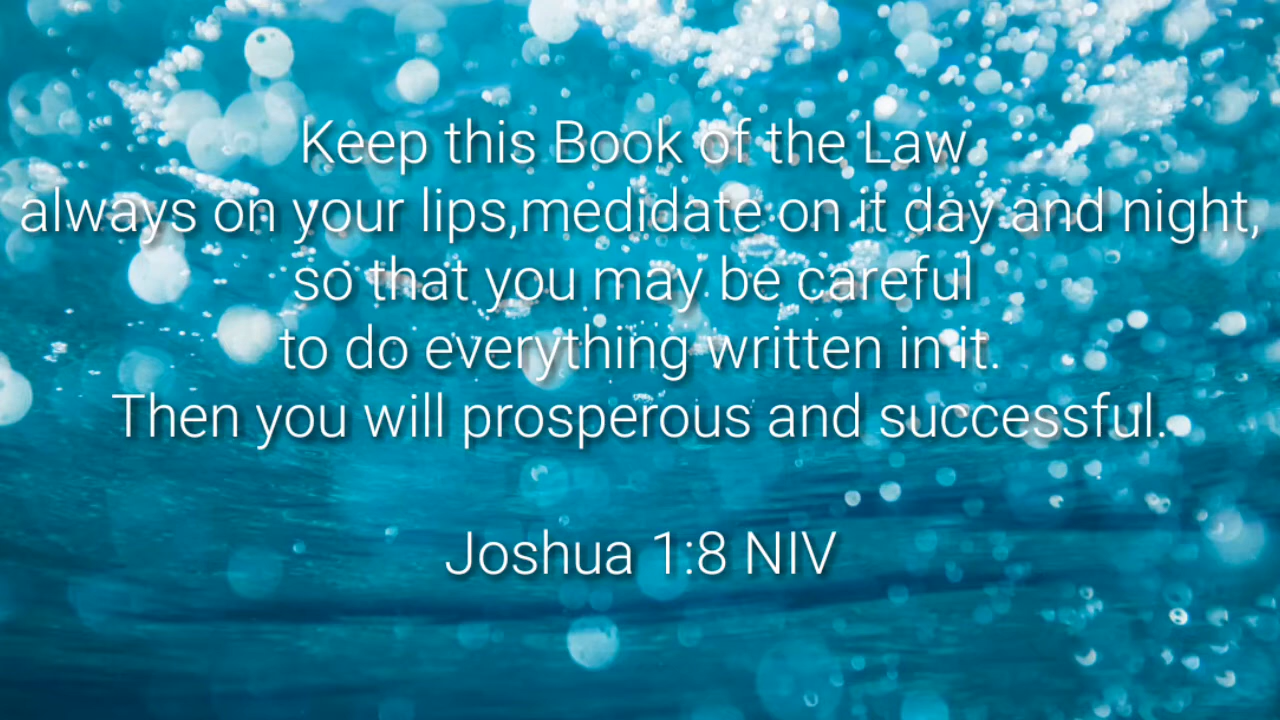 Keep this Book of the Law
always on your lips,medidate on it day and night,
so that you may be careful
to do everything written in it.
Then you will prosperous and successful.
Joshua 1:8 NIV